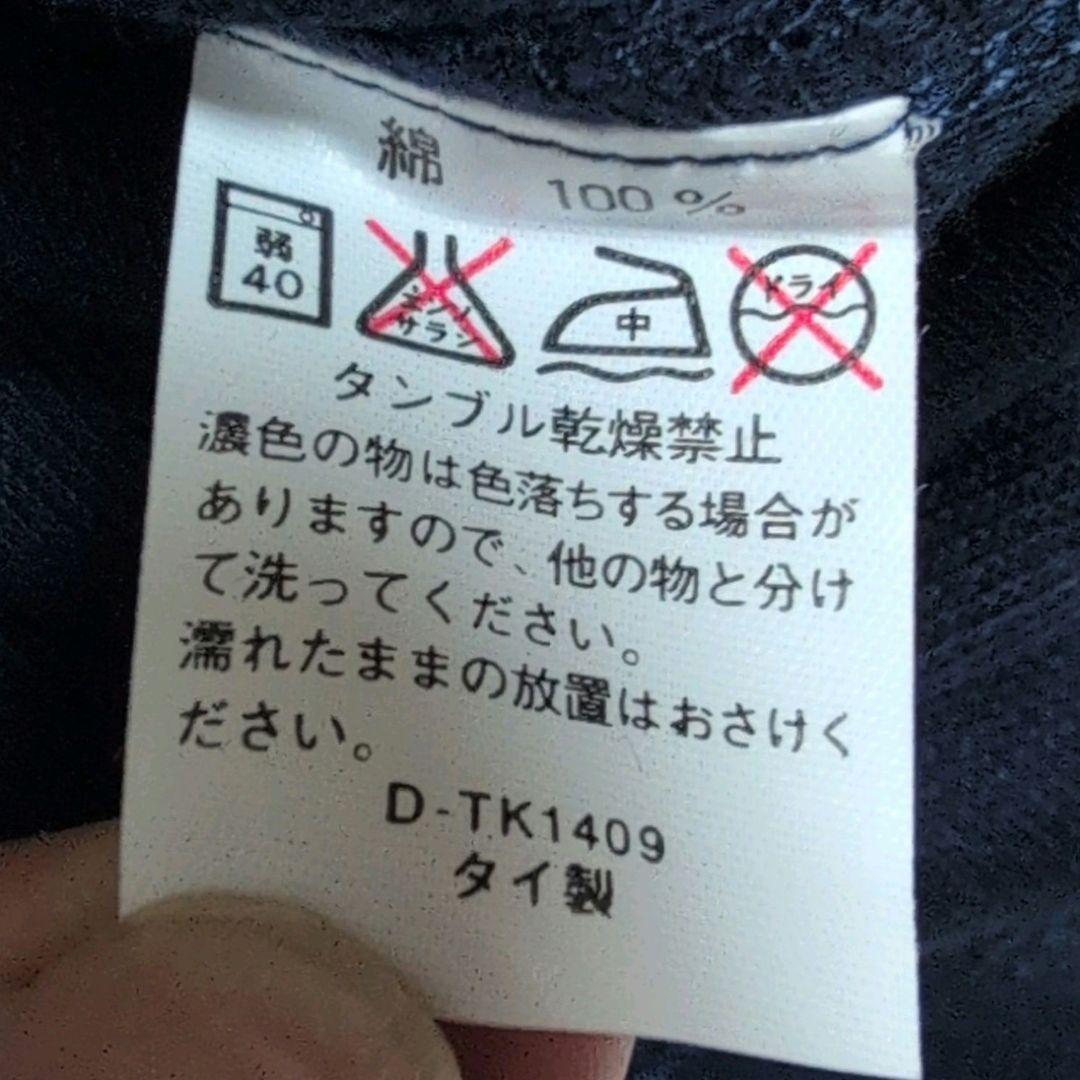 綿 100%
弱 40
エンソ サラシ
中
ドライ
タンブル乾燥禁止
濃色の物は色落ちする場合が
ありますので、他の物と分け
て洗ってください。
濡れたままの放置はおさけく
ださい。
D-TK1409
タイ製